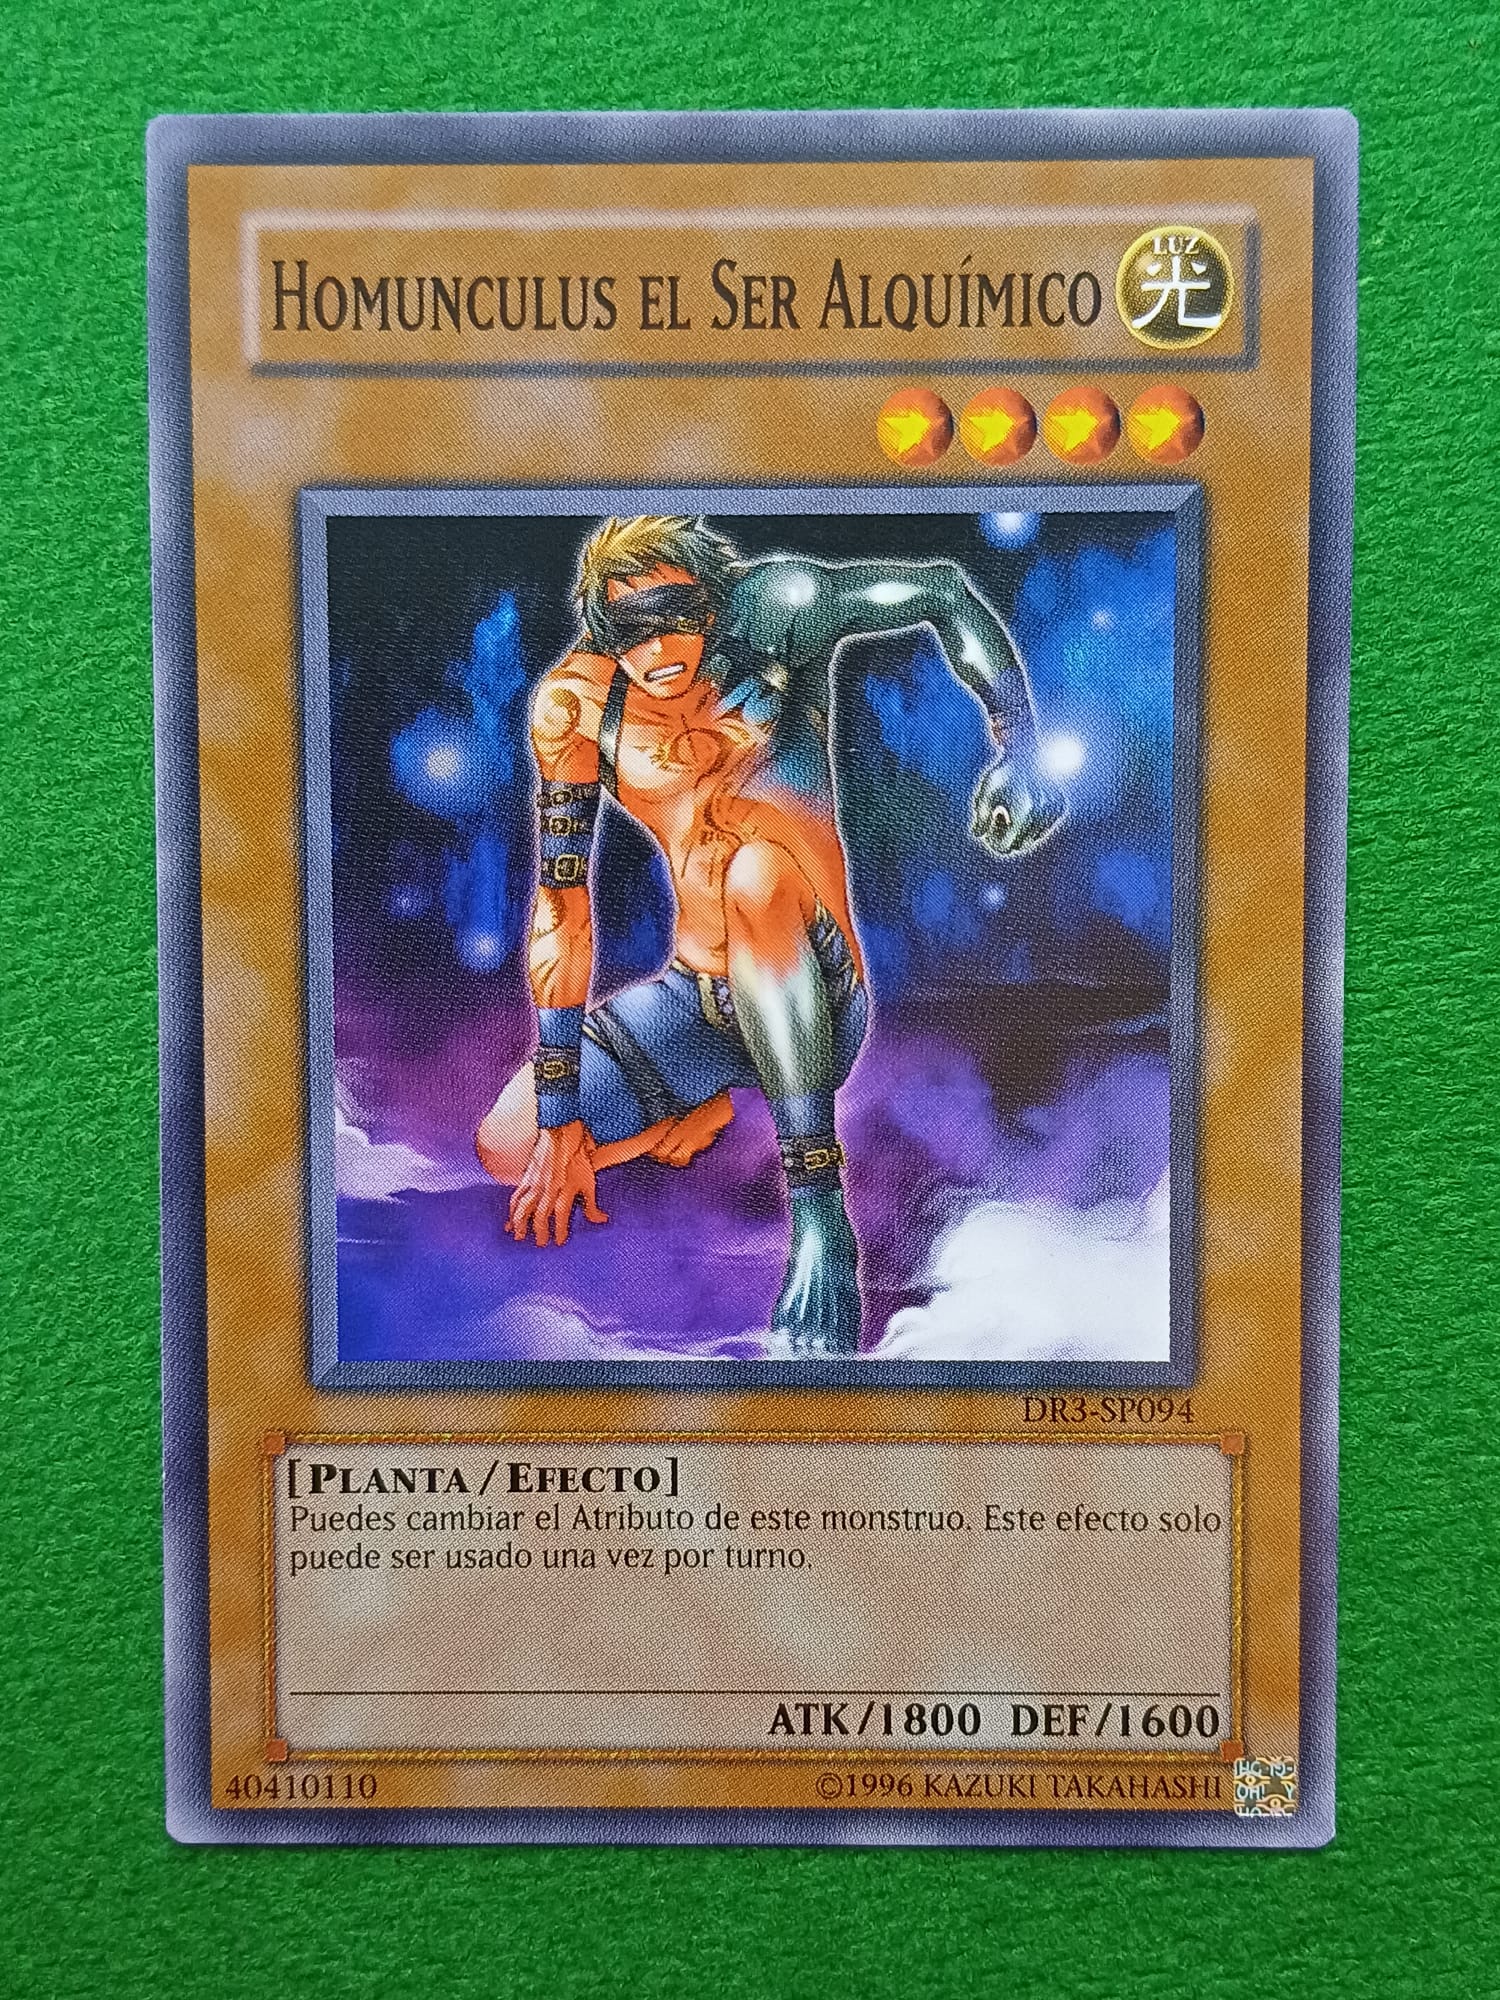 HOMUNCULUS EL SER ALQUÍMICO
LUZ
光
DR3-SP094
[PLANTA/EFECTO]
Puedes cambiar el Atributo de este monstruo. Este efecto solo
puede ser usado una vez por turno.
ATK/1800 DEF/1600
40410110
©1996 KAZUKI TAKAHASHI